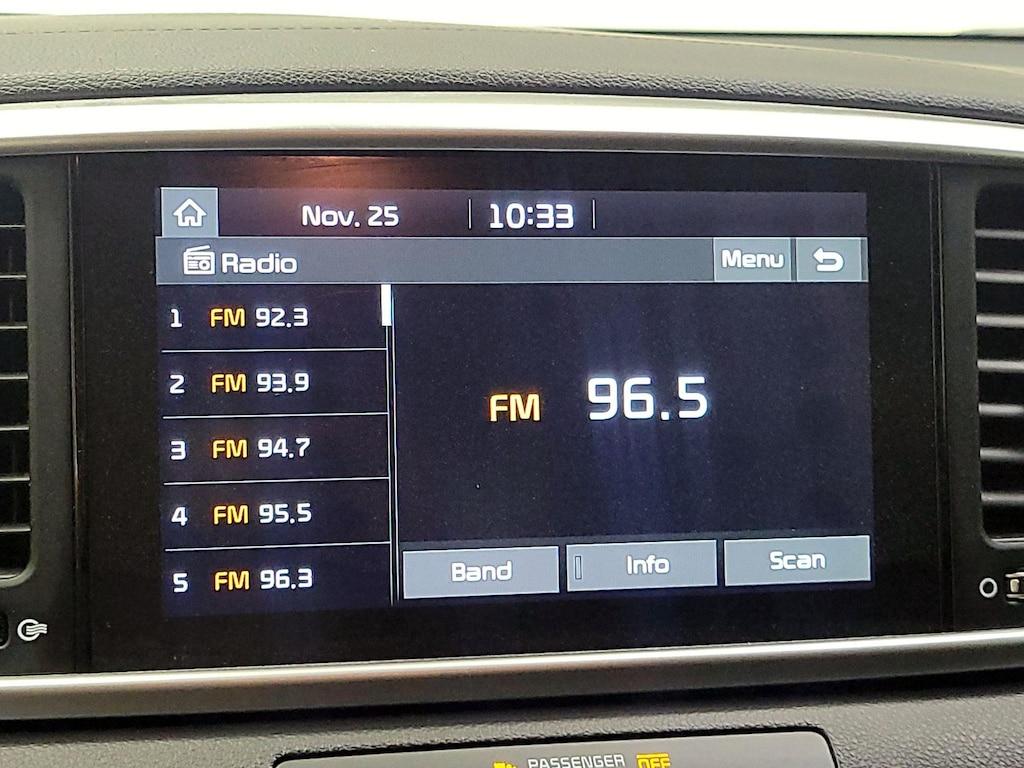 Nov. 25 10:33
Radio Menu
1 FM 92.3
2 FM 93.9
3 FM 94.7
4 FM 95.5
5 FM 96.3
FM 96.5
Band Info Scan
PASSENGER OFF